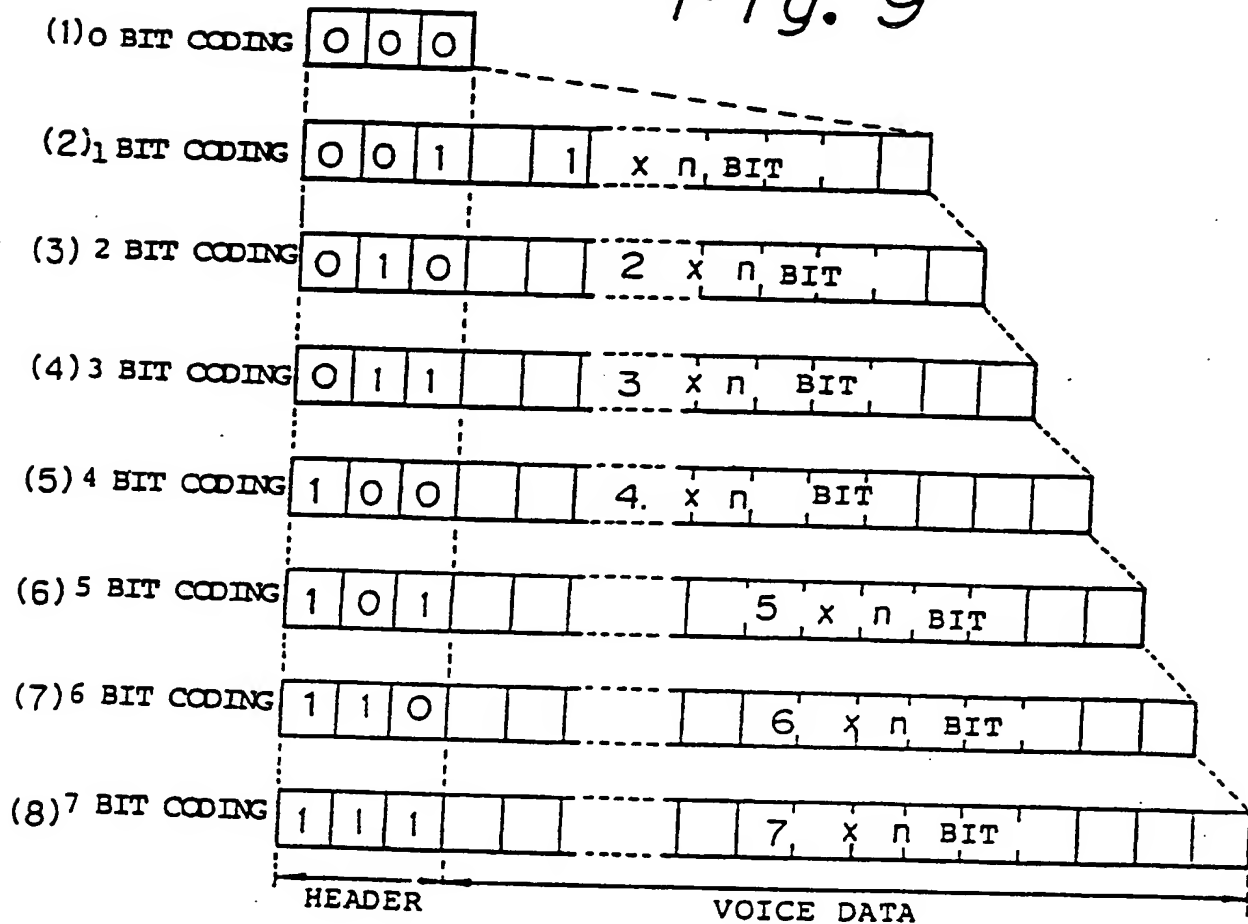 Fig. 9
(1) 0 BIT CODING 0 0 0
(2) 1 BIT CODING 0 0 1 1 x n BIT
(3) 2 BIT CODING 0 1 0 2 x n BIT
(4) 3 BIT CODING 0 1 1 3 x n BIT
(5) 4 BIT CODING 1 0 0 4. x n BIT
(6) 5 BIT CODING 1 0 1 5 x n BIT
(7) 6 BIT CODING 1 1 0 6 x n BIT
(8) 7 BIT CODING 1 1 1 7 x n BIT
HEADER VOICE DATA